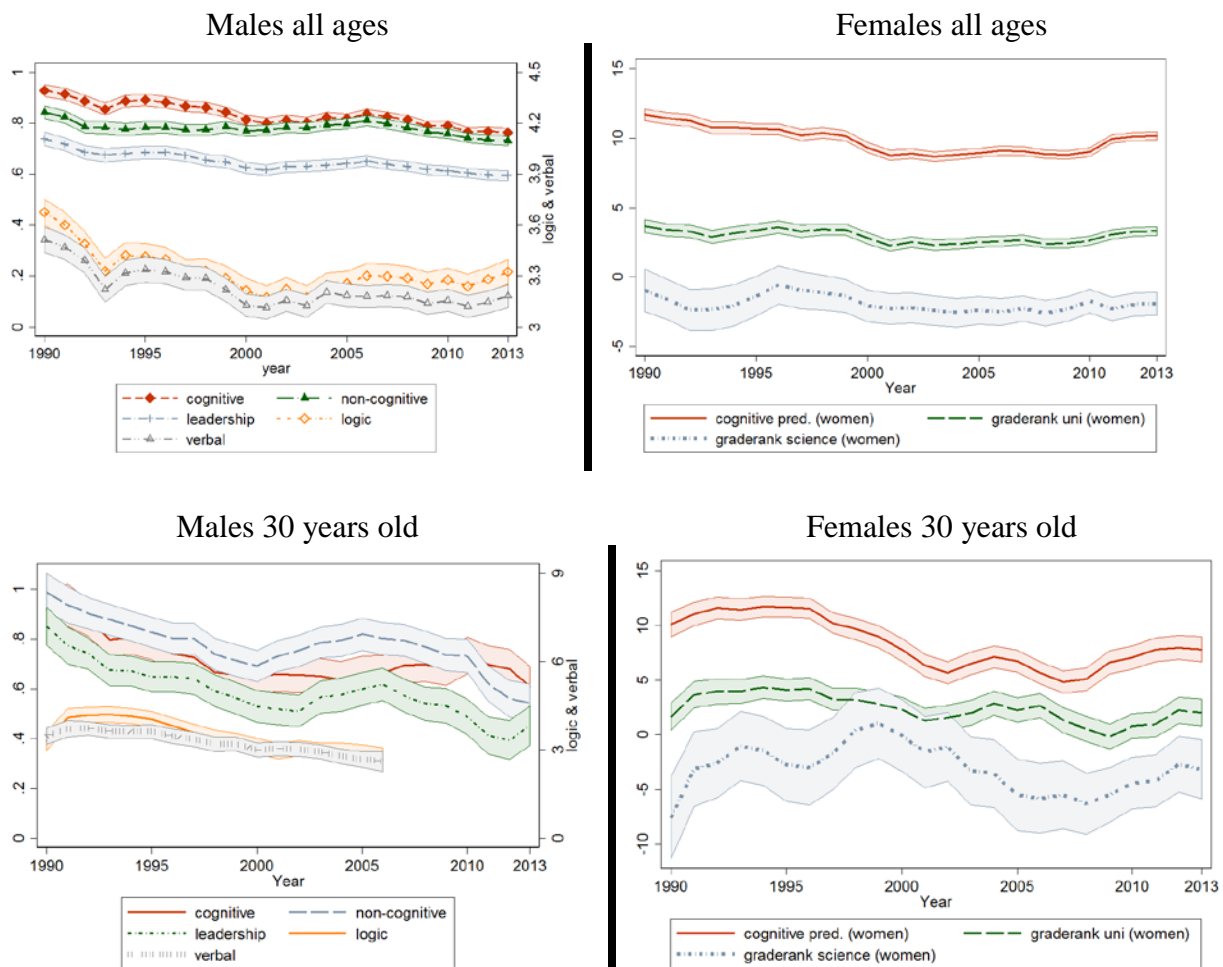 Males all ages
Females all ages
1
.8
.6
.4
.2
0
4.5
4.2
3.9
3.6
3.3
3
logic & verbal
1990 1995 2000 2005 2010 2013
year
cognitive non-cognitive
leadership logic
verbal
15
10
5
0
-5
1990 1995 2000 2005 2010 2013
Year
cognitive pred. (women) graderank uni (women)
graderank science (women)
Males 30 years old
Females 30 years old
1
.8
.6
.4
.2
0
9
6
3
0
logic & verbal
1990 1995 2000 2005 2010 2013
Year
cognitive non-cognitive
leadership logic
verbal
15
10
5
0
-5
-10
1990 1995 2000 2005 2010 2013
Year
cognitive pred. (women) graderank uni (women)
graderank science (women)